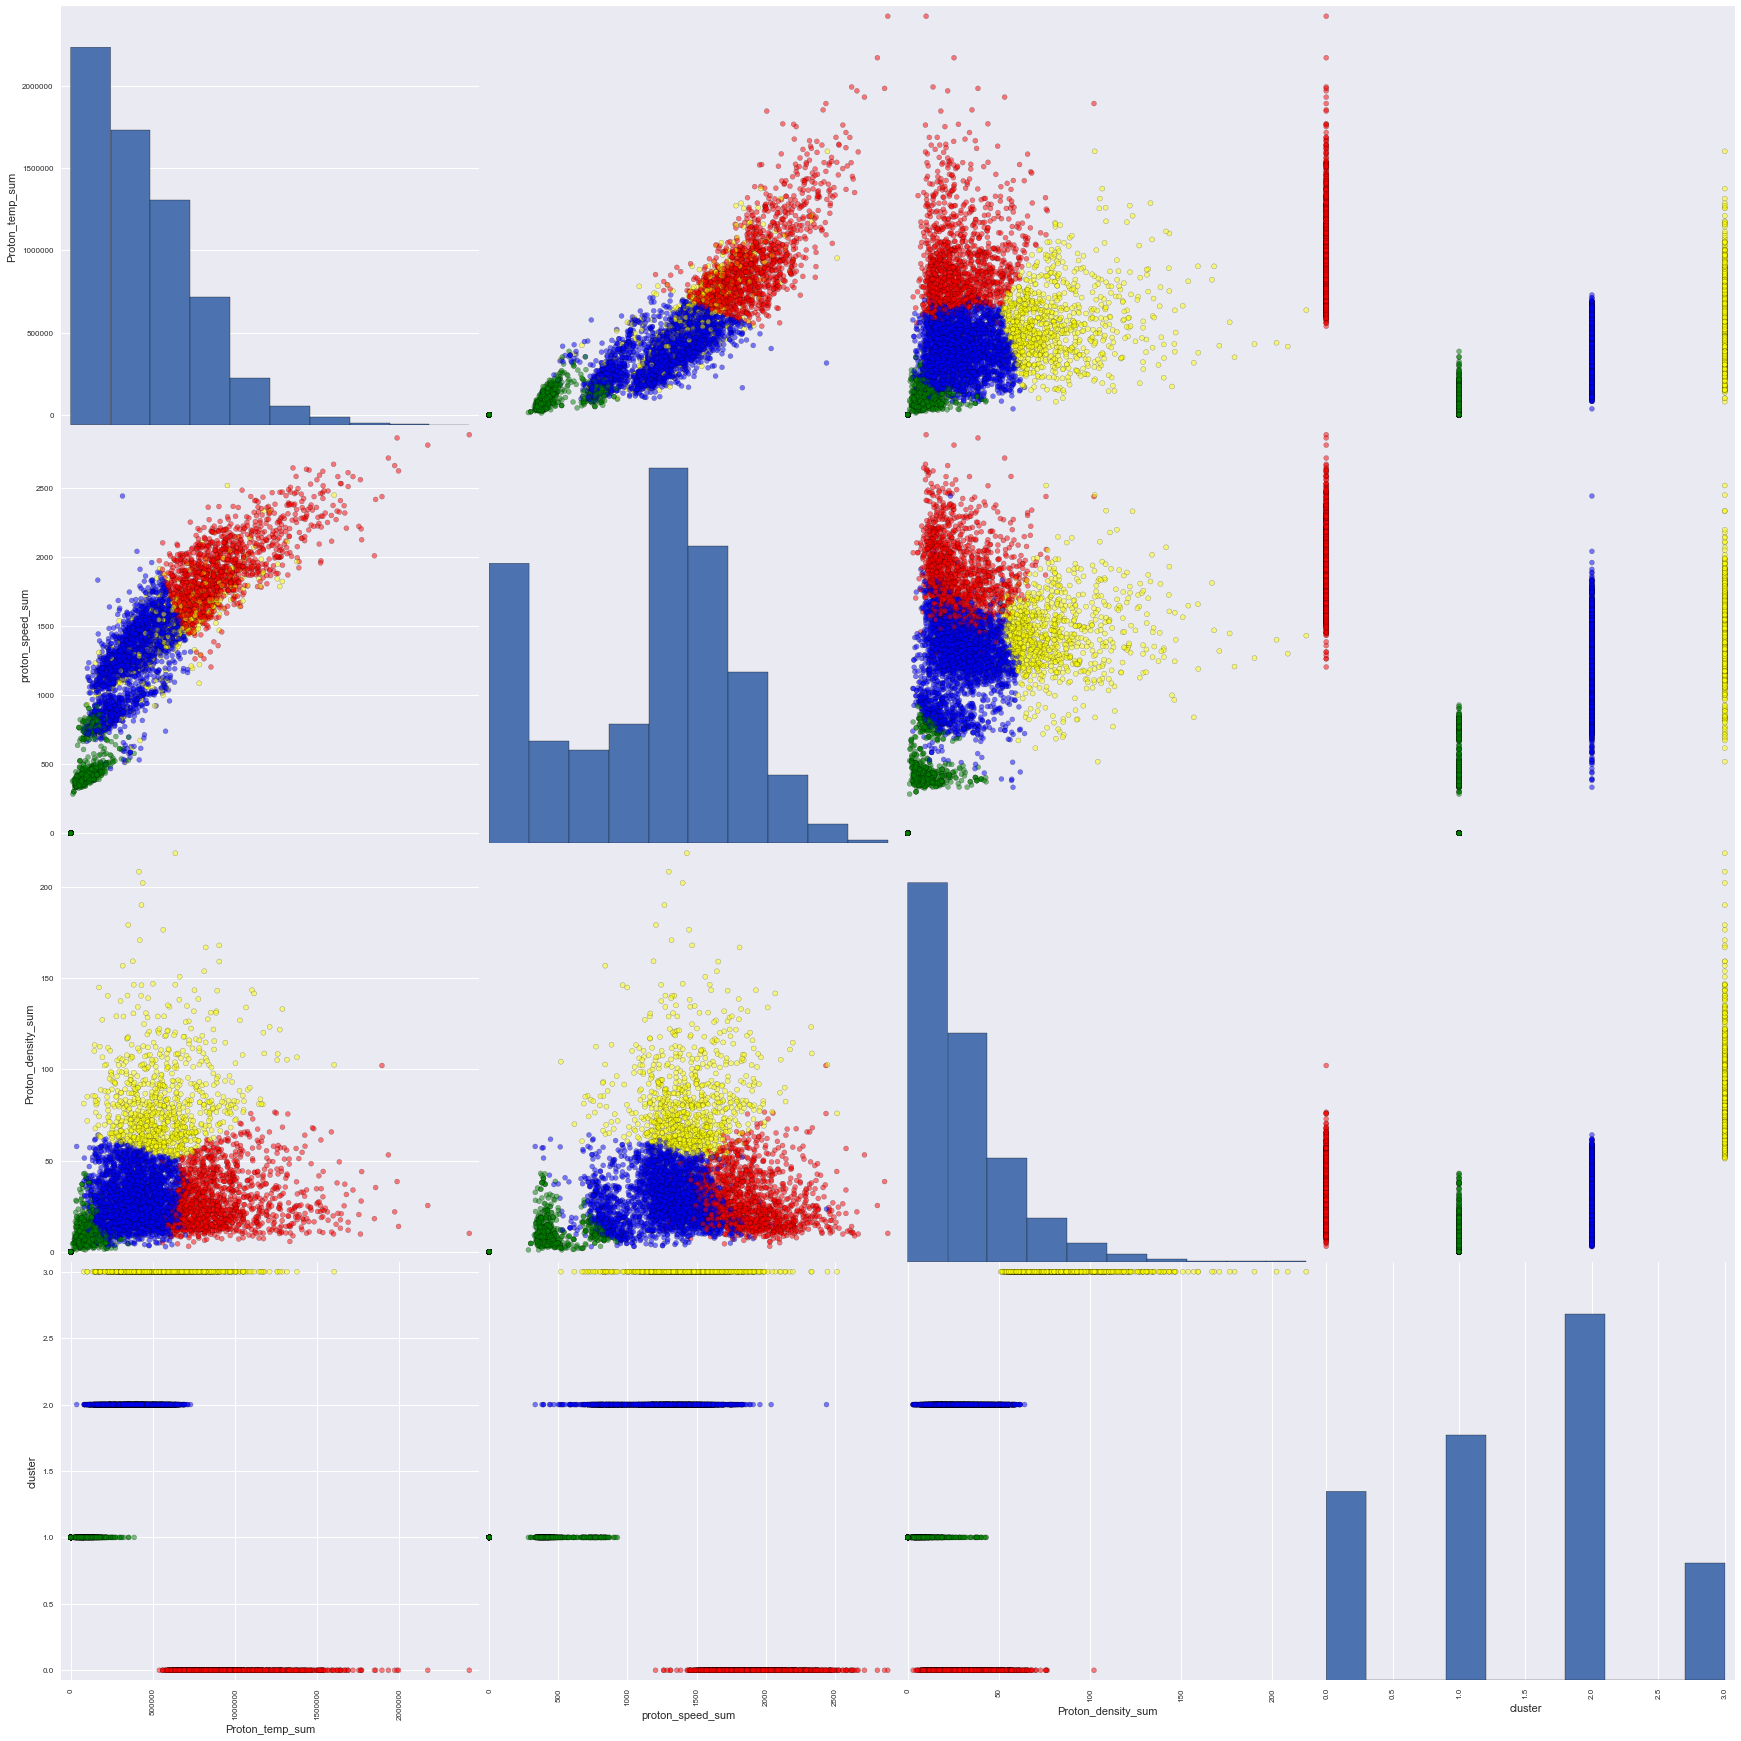 2000000
1500000
1000000
500000
0
Proton_temp_sum
2500
2000
1500
1000
500
0
proton_speed_sum
200
150
100
50
0
Proton_density_sum
3.0
2.5
2.0
1.5
1.0
0.5
0.0
cluster
0 500000 1000000 1500000 2000000
Proton_temp_sum
0 500 1000 1500 2000 2500
proton_speed_sum
0 50 100 150 200
Proton_density_sum
0.0 0.5 1.0 1.5 2.0 2.5 3.0
cluster